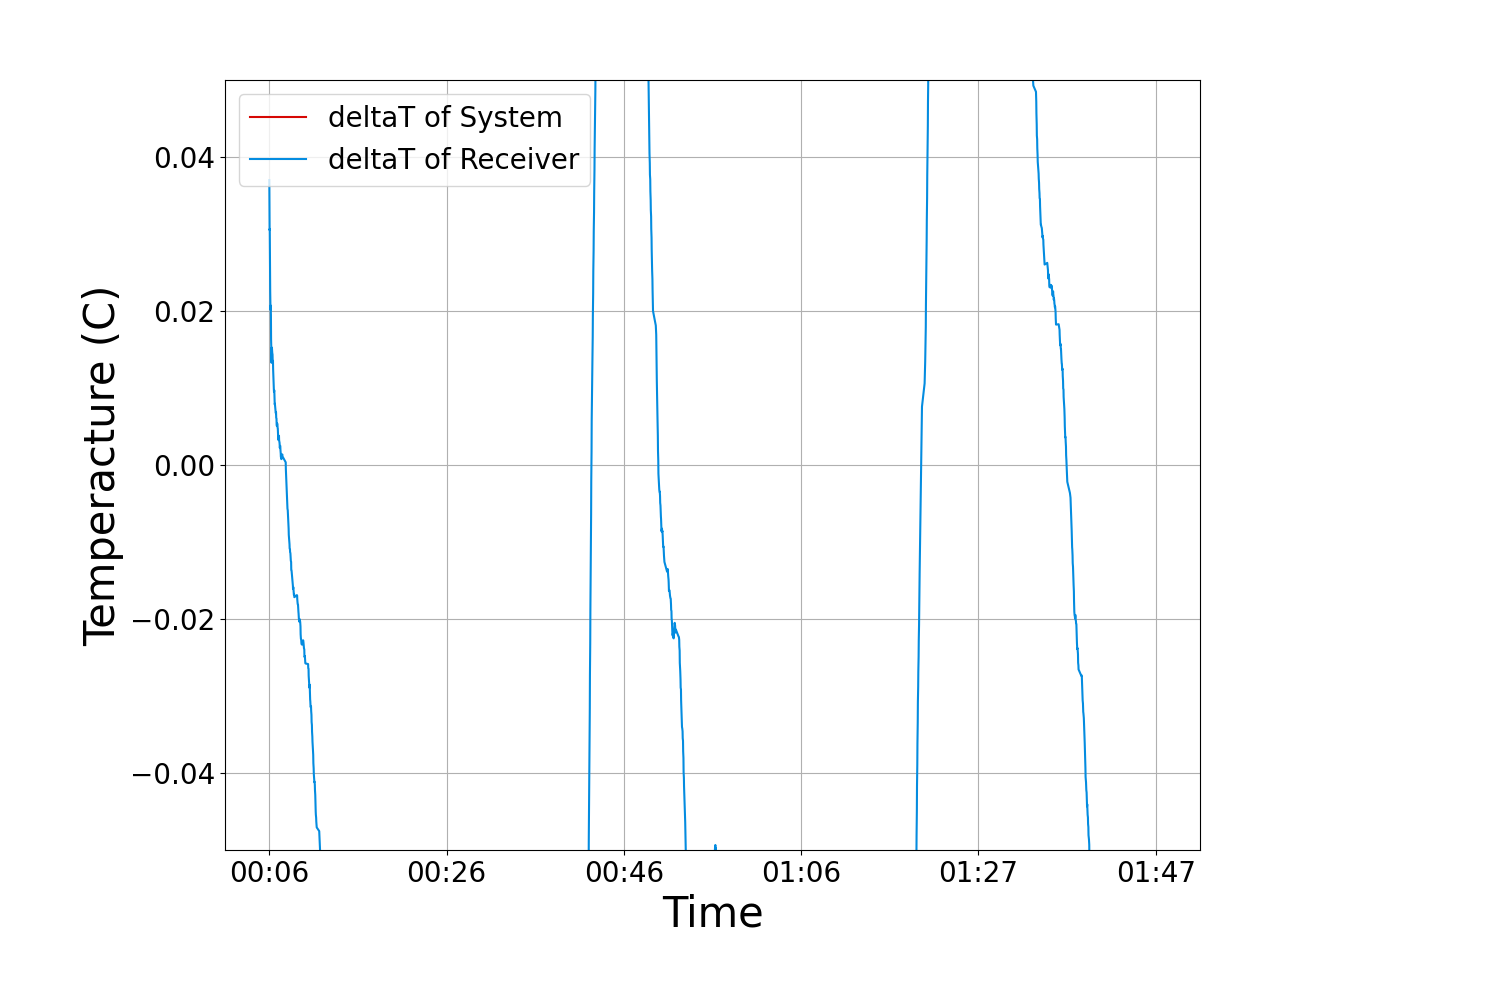 deltaT of System
deltaT of Receiver
0.04
0.02
0.00
−0.02
−0.04
Temperacture (C)
00:06 00:26 00:46 01:06 01:27 01:47
Time